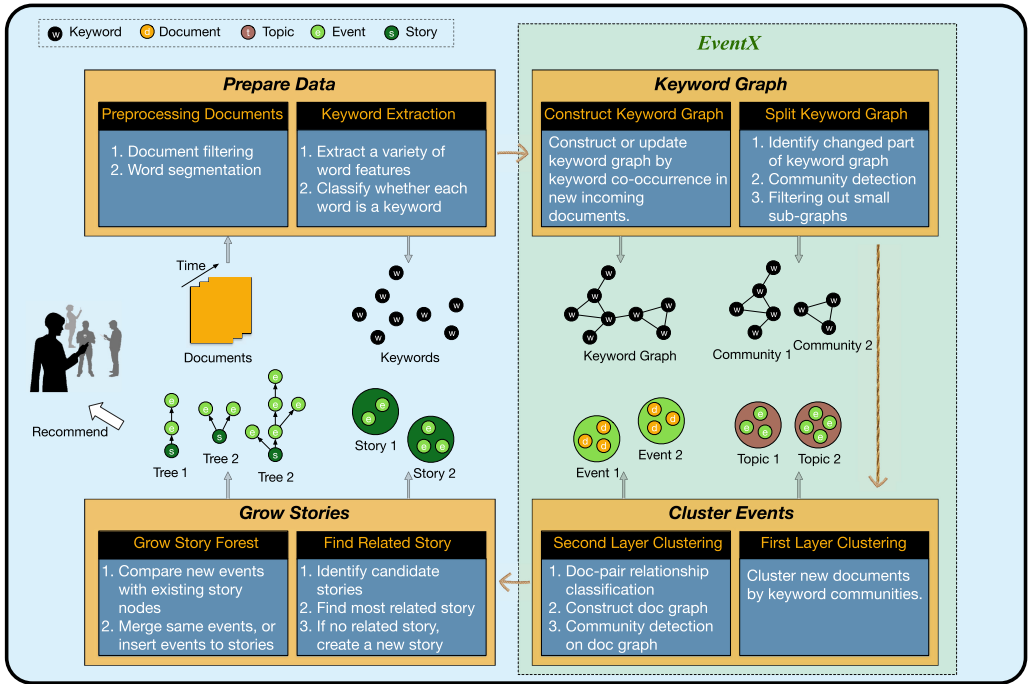 w Keyword d Document t Topic e Event s Story
EventX
Prepare Data
Preprocessing Documents
1. Document filtering
2. Word segmentation
Keyword Extraction
1. Extract a variety of
word features
2. Classify whether each
word is a keyword
Keyword Graph
Construct Keyword Graph
Construct or update
keyword graph by
keyword co-occurrence in
new incoming
documents.
Split Keyword Graph
1. Identify changed part
of keyword graph
2. Community detection
3. Filtering out small
sub-graphs
Time
Documents
w
w
w w w w
w w
Keywords
w
w
w w w w
w w
Keyword Graph
w
w
w w
w
Community 1
w
w
w
Community 2
Recommend
e
e
s
Tree 1
e e
s
Tree 2
e
e e
e e
s
Tree 2
e
e
Story 1
e
e e
Story 2
d
d d
Event 1
d
d
d
Event 2
e
e e
Topic 1
e
e e
e
Topic 2
Grow Stories
Grow Story Forest
1. Compare new events
with existing story
nodes
2. Merge same events, or
insert events to stories
Find Related Story
1. Identify candidate
stories
2. Find most related story
3. If no related story,
create a new story
Cluster Events
Second Layer Clustering
1. Doc-pair relationship
classification
2. Construct doc graph
3. Community detection
on doc graph
First Layer Clustering
Cluster new documents
by keyword communities.